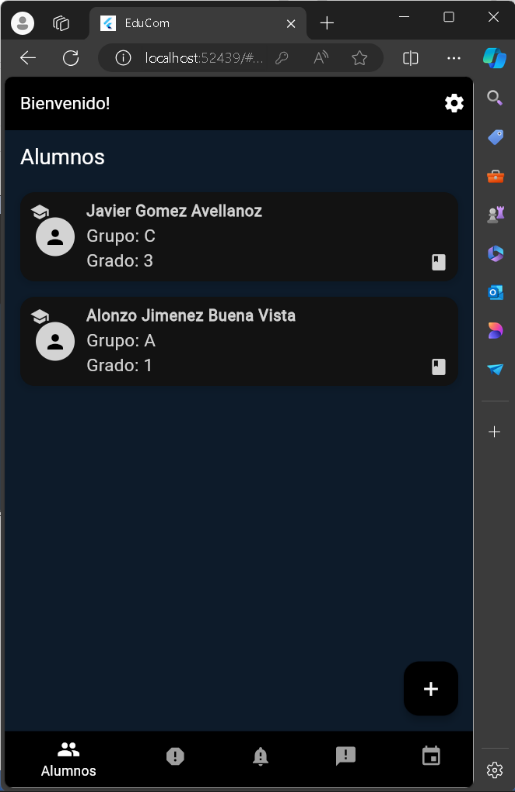 EduCom
localhost:52439/#...
Bienvenido!
Alumnos
Javier Gomez Avellanoz
Grupo: C
Grado: 3
Alonzo Jimenez Buena Vista
Grupo: A
Grado: 1
Alumnos